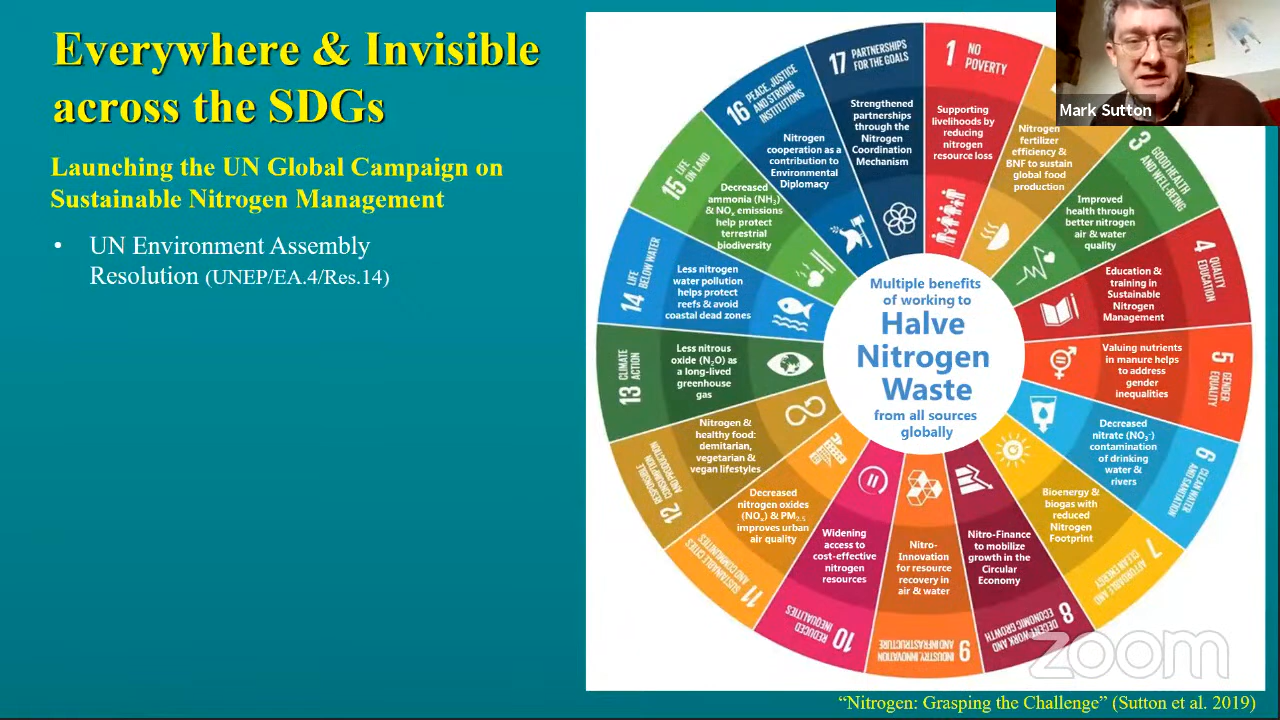 Everywhere & Invisible
across the SDGs
Launching the UN Global Campaign on
Sustainable Nitrogen Management
• UN Environment Assembly
Resolution (UNEP/EA.4/Res.14)
Mark Sutton
1 NO
POVERTY
Supporting
livelihoods by
reducing
nitrogen
resource loss
Nitrogen
fertilizer
efficiency &
BNF to sustain
global food
production
3 GOOD HEALTH
AND WELL-BEING
Improved
health through
better nitrogen
air & water
quality
4 QUALITY
EDUCATION
Education &
training in
Sustainable
Nitrogen
Management
5 GENDER
EQUALITY
Valuing nutrients
in manure helps
to address
gender
inequalities
6 CLEAN WATER
AND SANITATION
Decreased
nitrate (NO₃⁻)
contamination
of drinking
water &
rivers
7 AFFORDABLE AND
CLEAN ENERGY
Bioenergy &
biogas with
reduced
Nitrogen
Footprint
8 DECENT WORK AND
ECONOMIC GROWTH
Nitro-Finance
to mobilize
growth in the
Circular
Economy
9 INDUSTRY, INNOVATION
AND INFRASTRUCTURE
Nitro-
Innovation
for resource
recovery in
air & water
10 REDUCED
INEQUALITIES
Widening
access to
cost-effective
nitrogen
resources
11 SUSTAINABLE CITIES
AND COMMUNITIES
Decreased
nitrogen oxides
(NOₓ) & PM₂.₅
improves urban
air quality
12 RESPONSIBLE
CONSUMPTION
AND PRODUCTION
Nitrogen &
healthy food:
demitarian,
vegetarian &
vegan lifestyles
13 CLIMATE
ACTION
Less nitrous
oxide (N₂O) as
a long-lived
greenhouse
gas
14 LIFE
BELOW WATER
Less nitrogen
water pollution
helps protect
reefs & avoid
coastal dead zones
15 LIFE
ON LAND
Decreased
ammonia (NH₃)
& NOₓ emissions
help protect
terrestrial
biodiversity
16 PEACE, JUSTICE
AND STRONG
INSTITUTIONS
Nitrogen
cooperation as a
contribution to
Environmental
Diplomacy
17 PARTNERSHIPS
FOR THE GOALS
Strengthened
partnerships
through the
Nitrogen
Coordination
Mechanism
Multiple benefits
of working to
Halve
Nitrogen
Waste
from all sources
globally
zoom
“Nitrogen: Grasping the Challenge” (Sutton et al. 2019)